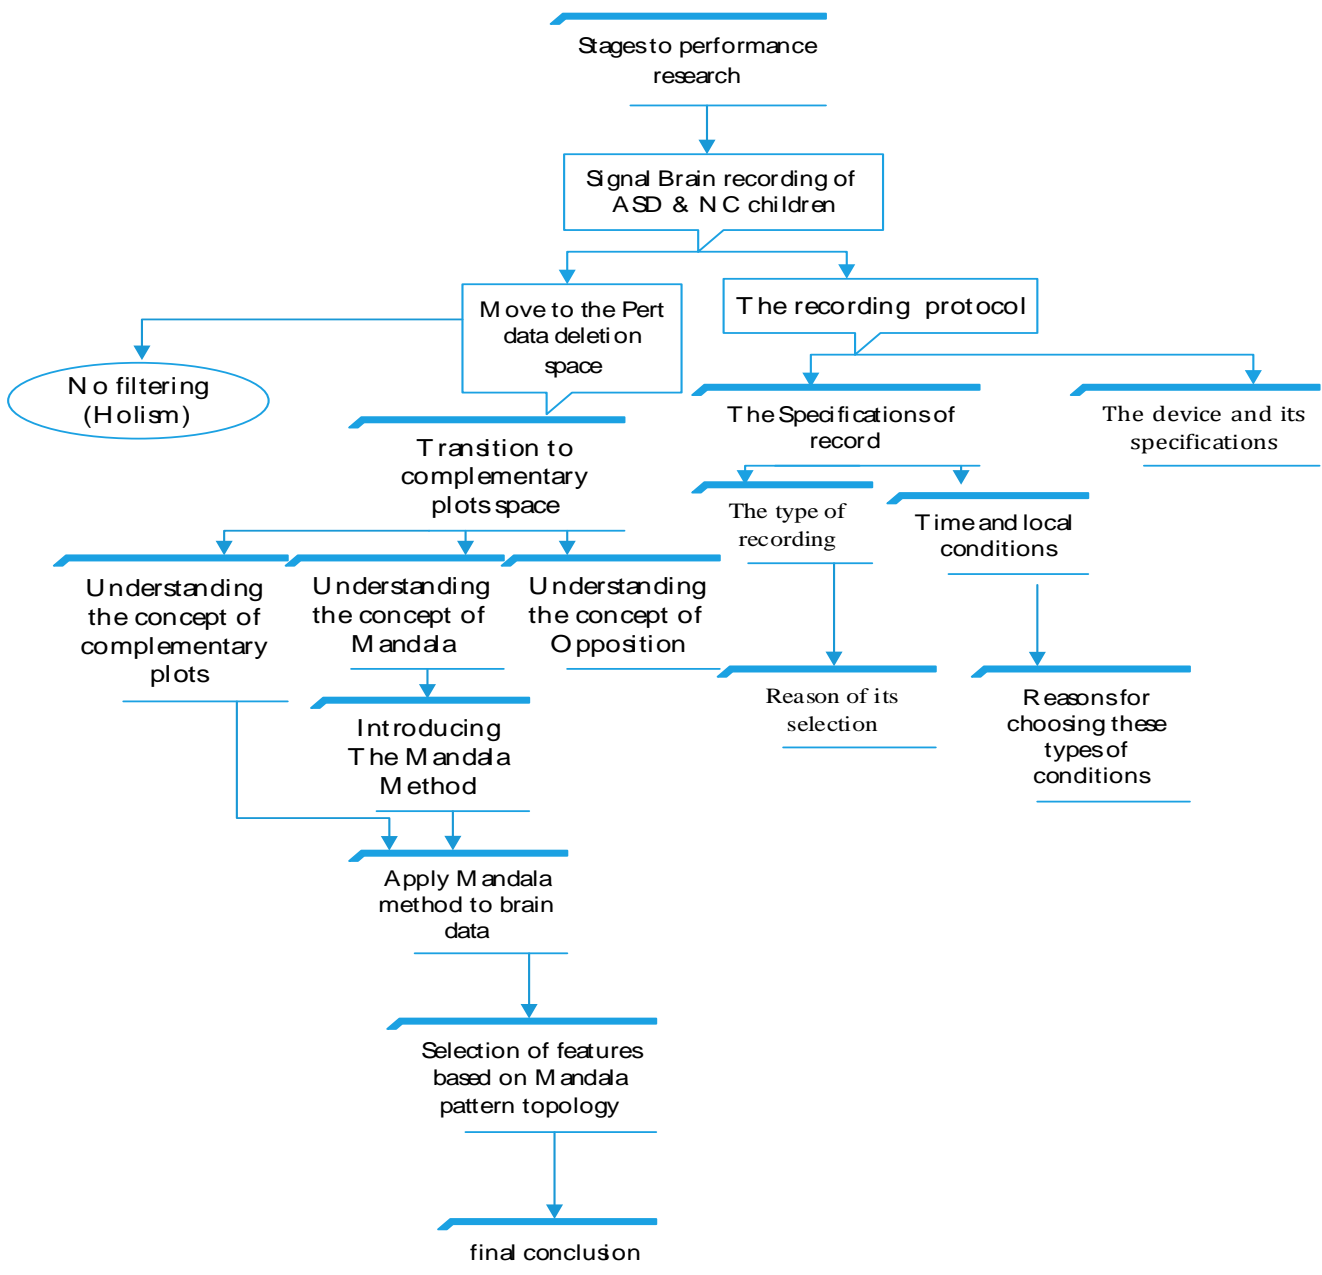 Stages to performance
research
Signal Brain recording of
ASD & NC children
Move to the Pert
data deletion
space
The recording protocol
No filtering
(Holism)
The Specifications of
record
The device and its
specifications
Transition to
complementary
plots space
The type of
recording
Time and local
conditions
Understanding
the concept of
complementary
plots
Understanding
the concept of
Mandala
Understanding
the concept of
Opposition
Reason of its
selection
Reasons for
choosing these
types of
conditions
Introducing
The Mandala
Method
Apply Mandala
method to brain
data
Selection of features
based on Mandala
pattern topology
final conclusion